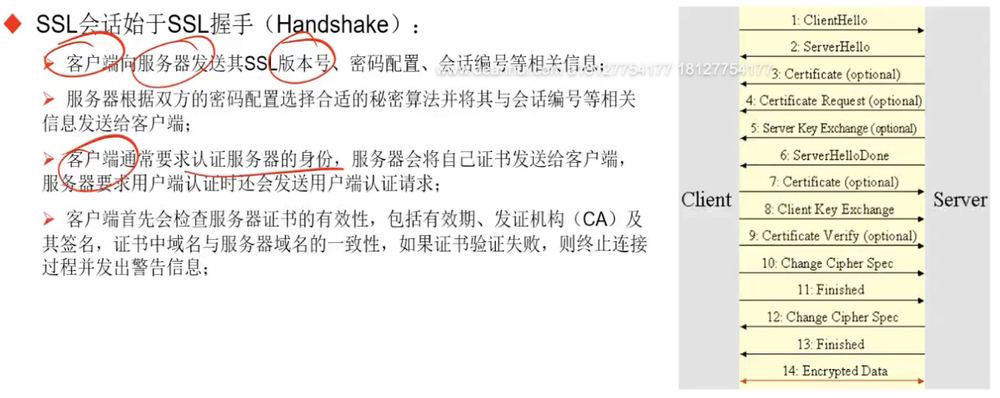 SSL会话始于SSL握手（Handshake）：
客户端向服务器发送其SSL版本号、密码配置、会话编号等相关信息；
服务器根据双方的密码配置选择合适的秘密算法并将其与会话编号等相关
信息发送给客户端；
客户端通常要求认证服务器的身份，服务器会将自己证书发送给客户端，
服务器要求用户端认证时还会发送用户端认证请求；
客户端首先会检查服务器证书的有效性，包括有效期、发证机构（CA）及
其签名，证书中域名与服务器域名的一致性，如果证书验证失败，则终止连接
过程并发出警告信息；
18127754177 18127754177
Client
Server
1: ClientHello
2: ServerHello
3: Certificate (optional)
4: Certificate Request (optional)
5: Server Key Exchange (optional)
6: ServerHelloDone
7: Certificate (optional)
8: Client Key Exchange
9: Certificate Verify (optional)
10: Change Cipher Spec
11: Finished
12: Change Cipher Spec
13: Finished
14: Encrypted Data